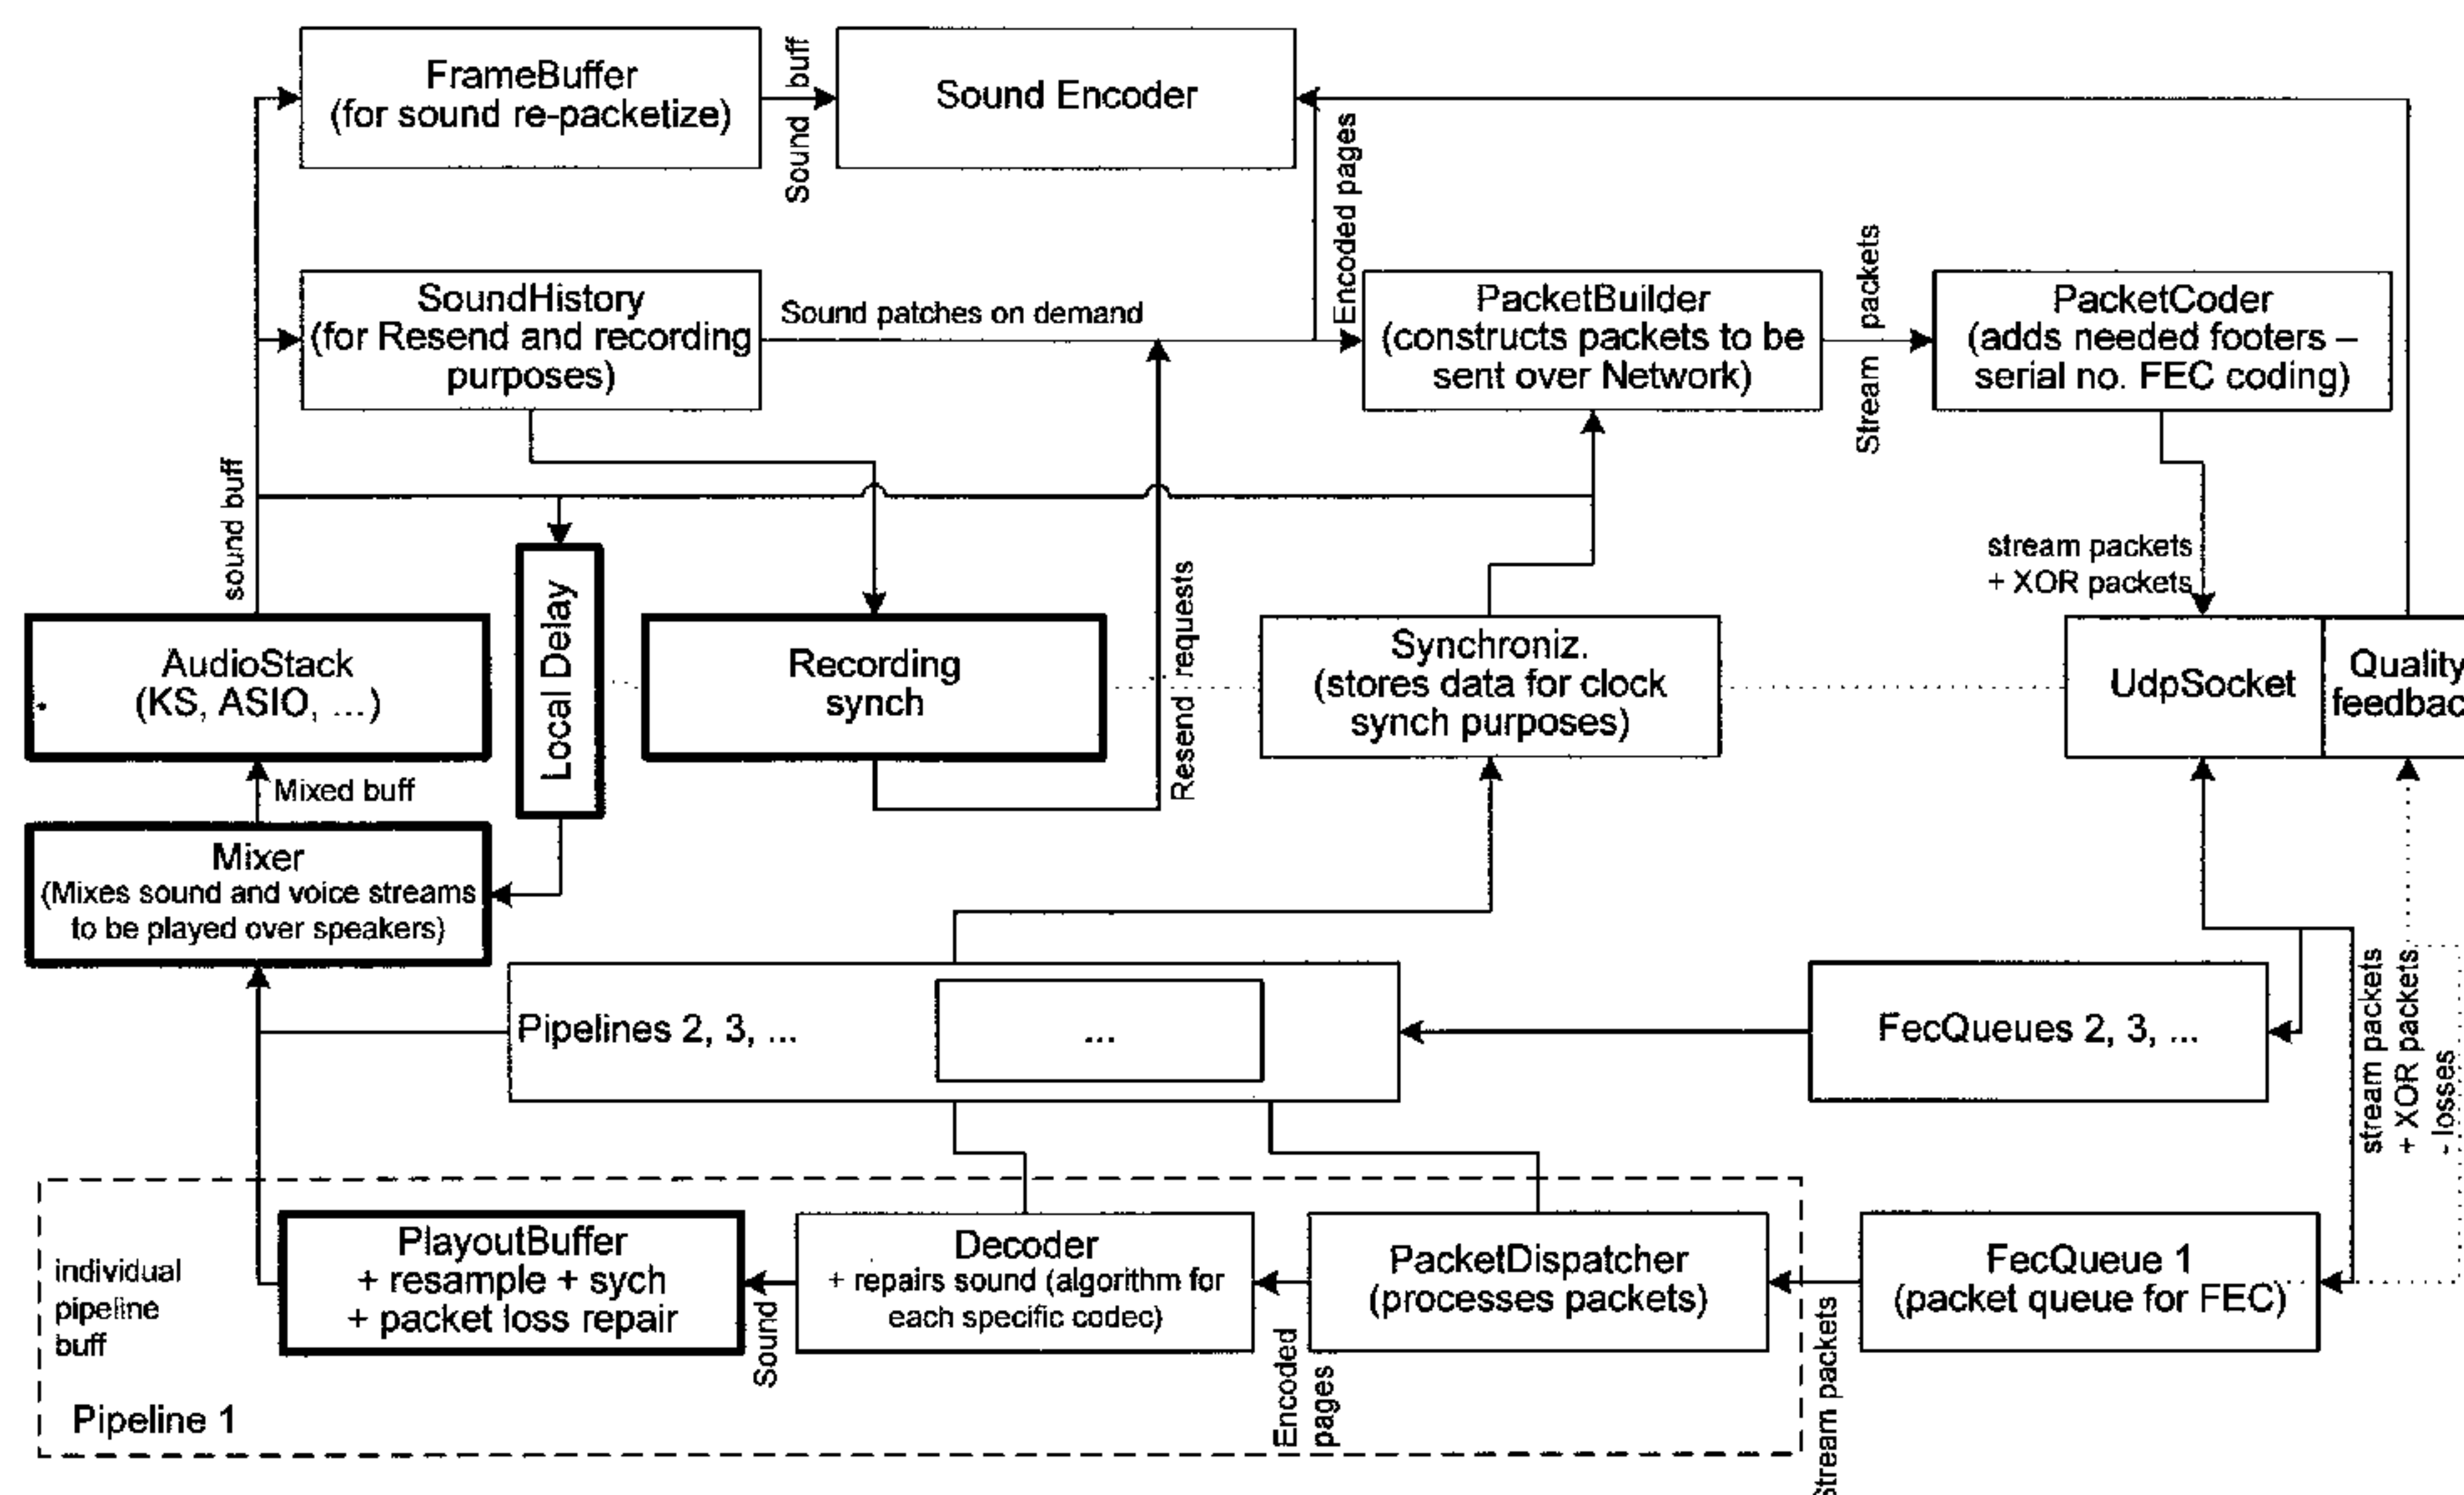 FrameBuffer
(for sound re-packetize)
Sound buff
Sound Encoder
Encoded pages
SoundHistory
(for Resend and recording
purposes)
Sound patches on demand
PacketBuilder
(constructs packets to be
sent over Network)
Stream packets
PacketCoder
(adds needed footers –
serial no. FEC coding)
sound buff
stream packets
+ XOR packets
AudioStack
(KS, ASIO, ...)
Local Delay
Recording
synch
Resend requests
Synchroniz.
(stores data for clock
synch purposes)
UdpSocket
Quality
Mixed buff
Mixer
(Mixes sound and voice streams
to be played over speakers)
Pipelines 2, 3, ...
...
FecQueues 2, 3, ...
stream packets
+ XOR packets
- losses
individual
pipeline
buff
PlayoutBuffer
+ resample + sych
+ packet loss repair
Sound
Decoder
+ repairs sound (algorithm for
each specific codec)
Encoded
pages
PacketDispatcher
(processes packets)
Stream packets
FecQueue 1
(packet queue for FEC)
Pipeline 1